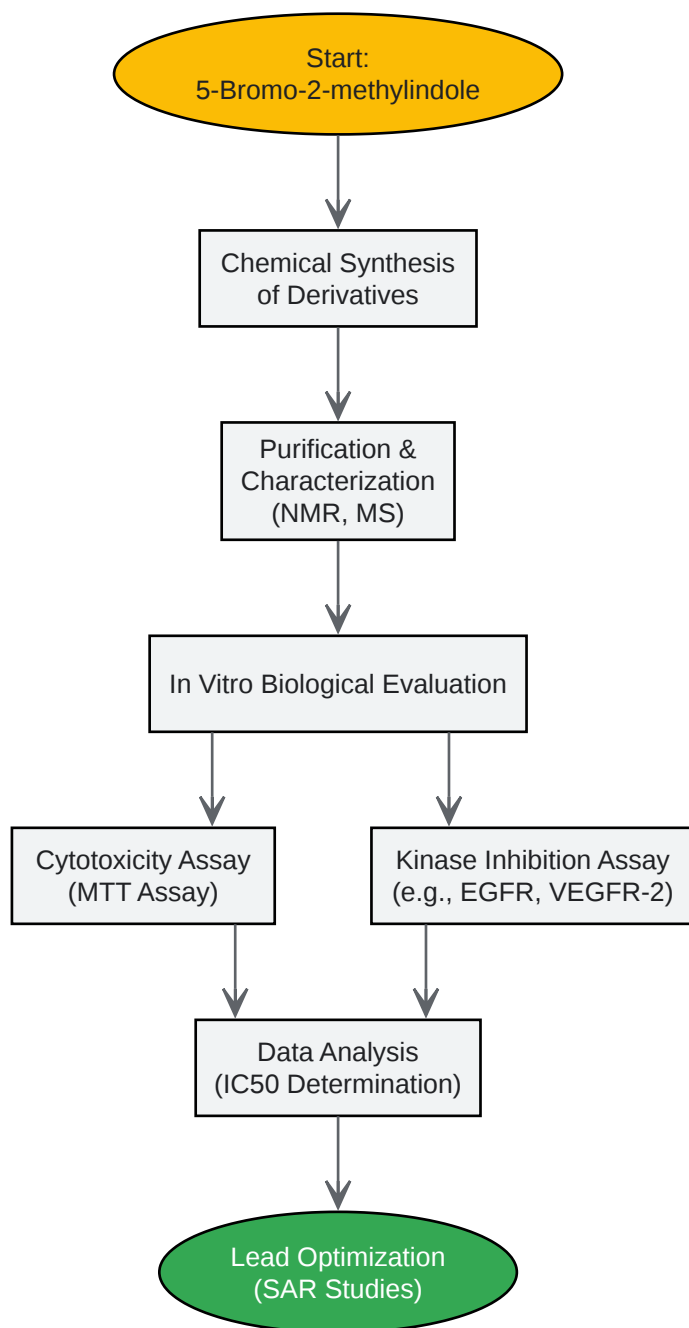 Start:
5-Bromo-2-methylindole
Chemical Synthesis
of Derivatives
Purification &
Characterization
(NMR, MS)
In Vitro Biological Evaluation
Cytotoxicity Assay
(MTT Assay)
Kinase Inhibition Assay
(e.g., EGFR, VEGFR-2)
Data Analysis
(IC50 Determination)
Lead Optimization
(SAR Studies)